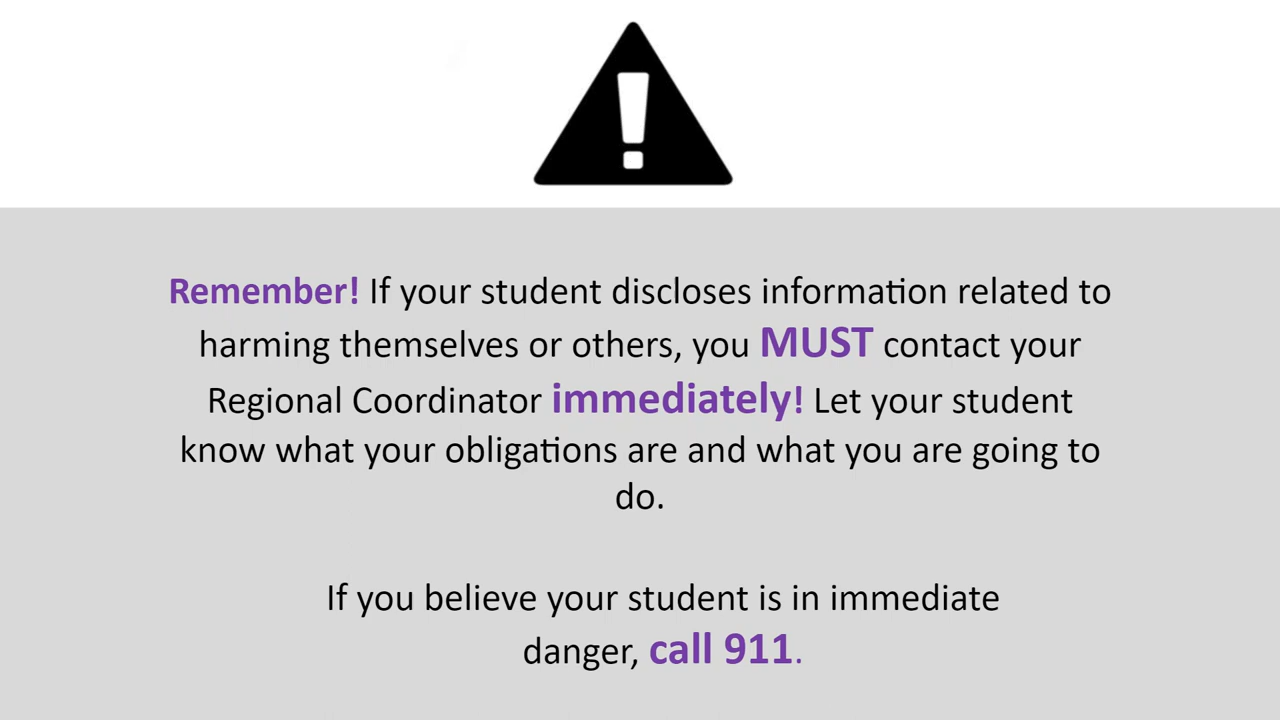 Remember! If your student discloses information related to
harming themselves or others, you MUST contact your
Regional Coordinator immediately! Let your student
know what your obligations are and what you are going to
do.
If you believe your student is in immediate
danger, call 911.